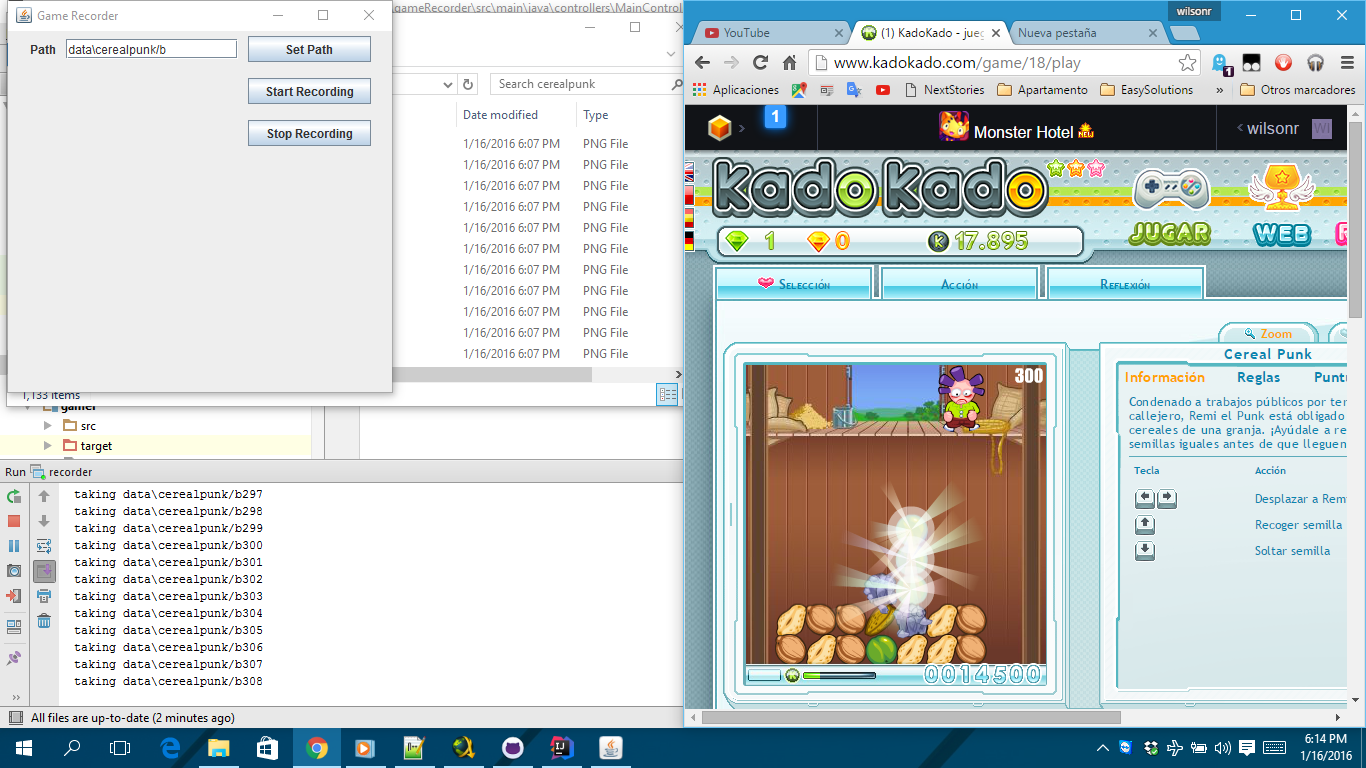 Game Recorder
Path data\cerealpunk/b Set Path
Start Recording
Stop Recording
gameRecorder\src\main\java\controllers\MainControl
Search cerealpunk
Date modified Type
1/16/2016 6:07 PM PNG File
1/16/2016 6:07 PM PNG File
1/16/2016 6:07 PM PNG File
1/16/2016 6:07 PM PNG File
1/16/2016 6:07 PM PNG File
1/16/2016 6:07 PM PNG File
1/16/2016 6:07 PM PNG File
1/16/2016 6:07 PM PNG File
1/16/2016 6:07 PM PNG File
1/16/2016 6:07 PM PNG File
1/16/2016 6:07 PM PNG File
1,133 items
gamer
src
target
Run recorder
taking data\cerealpunk/b297
taking data\cerealpunk/b298
taking data\cerealpunk/b299
taking data\cerealpunk/b300
taking data\cerealpunk/b301
taking data\cerealpunk/b302
taking data\cerealpunk/b303
taking data\cerealpunk/b304
taking data\cerealpunk/b305
taking data\cerealpunk/b306
taking data\cerealpunk/b307
taking data\cerealpunk/b308
All files are up-to-date (2 minutes ago)
wilsonr
YouTube (1) KadoKado - jueg Nueva pestaña
www.kadokado.com/game/18/play
1
Aplicaciones NextStories Apartamento EasySolutions » Otros marcadores
1 Monster Hotel NEW wilsonr WI
kadokado
1 0 K 17.895
JUGAR WEB
Selección Acción Reflexión
Zoom
Cereal Punk
Información Reglas Puntu
Condenado a trabajos públicos por ter
callejero, Remi el Punk está obligado
cereales de una granja. ¡Ayúdale a re
semillas iguales antes de que lleguen
Tecla Acción
Desplazar a Rem
Recoger semilla
Soltar semilla
300
0014500
6:14 PM
1/16/2016